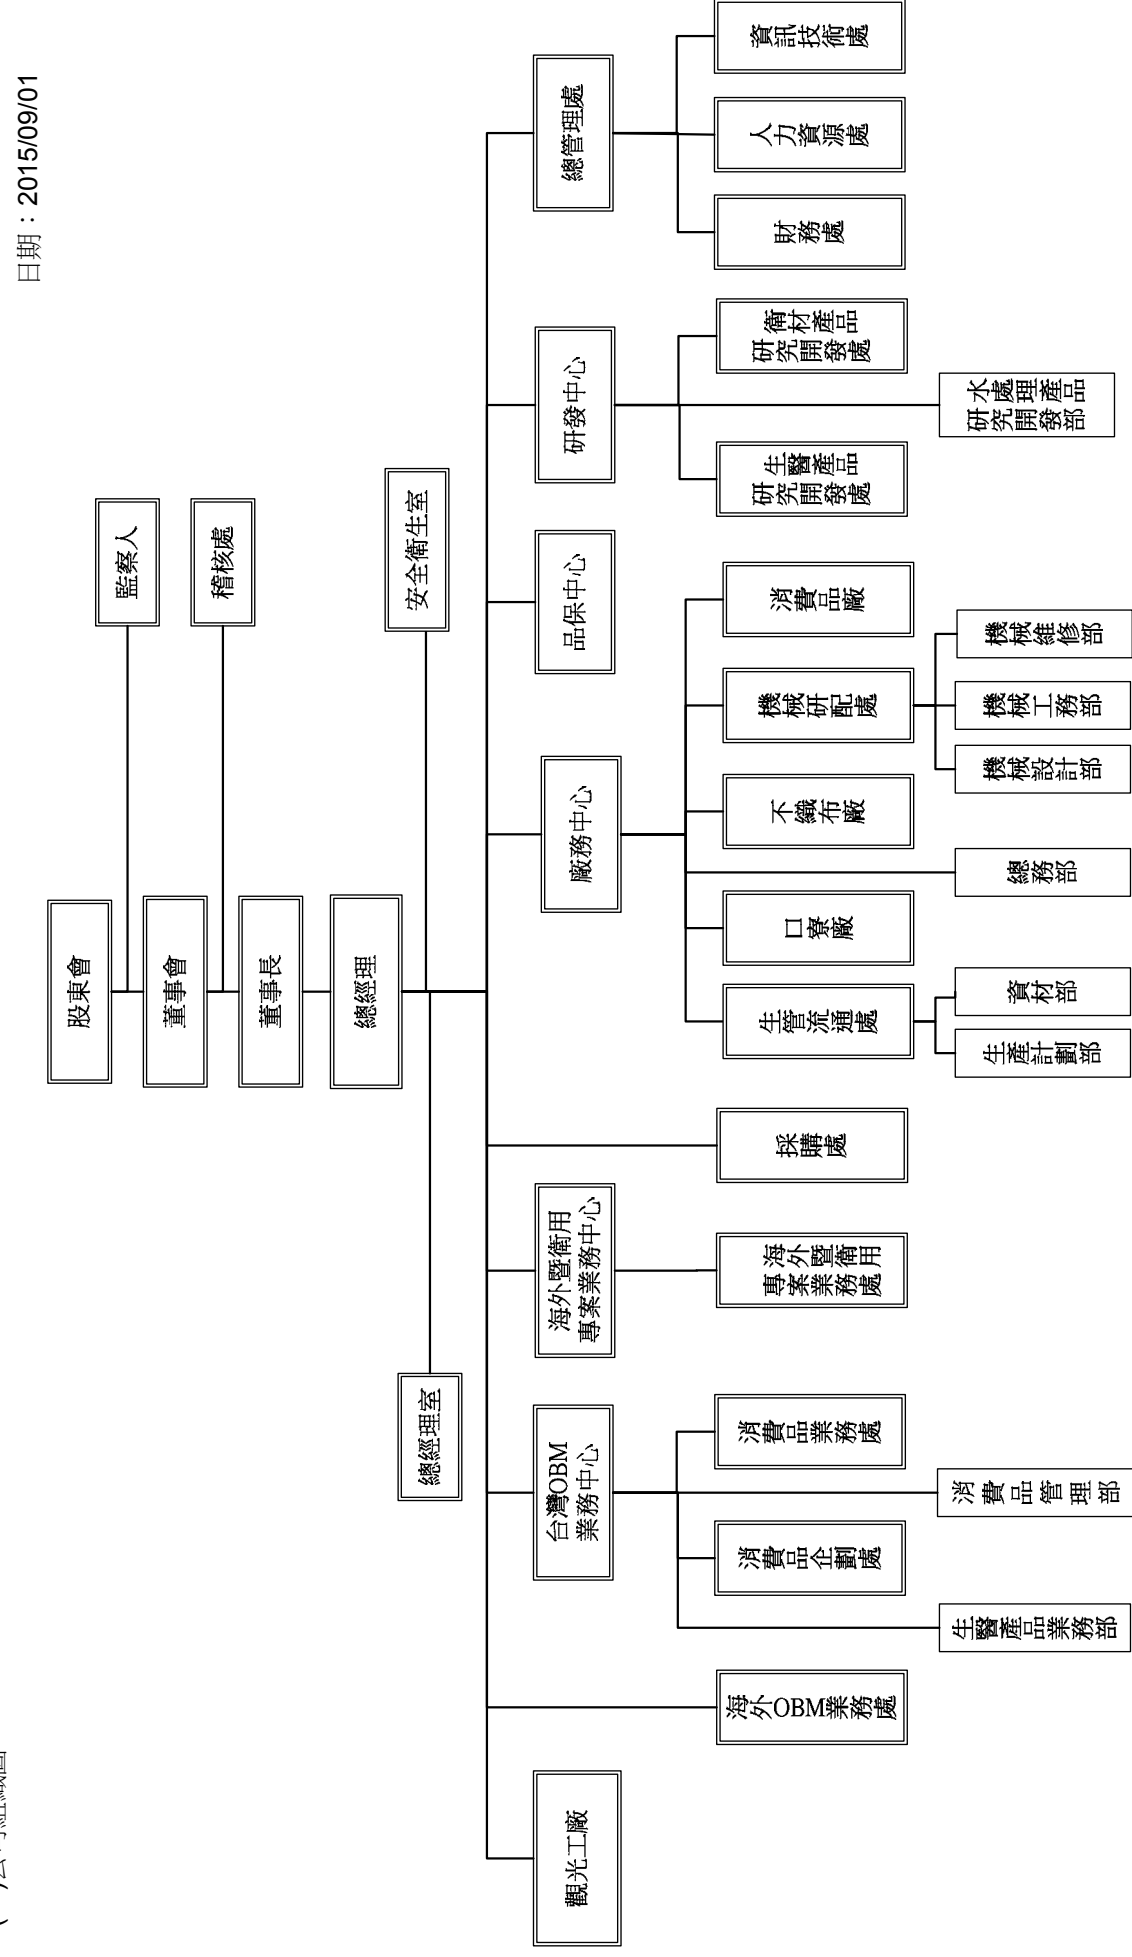 公司組織圖
日期：2015/09/01
股東會
監察人
董事會
稽核處
董事長
總經理
總經理室
安全衛生室
觀光工廠
台灣OBM
業務中心
海外暨衛用
專案業務中心
廠務中心
品保中心
研發中心
總管理處
海外OBM業務處
消費品企劃處
消費品業務處
海外暨衛用
專案業務處
採購處
生管流通處
口寮廠
不織布廠
機械研配處
消費品廠
生醫產品
研究開發處
衛材產品
研究開發處
財務處
人力資源處
資訊技術處
生醫產品業務部
消費品管理部
生產計劃部
資材部
總務部
機械設計部
機械工務部
機械維修部
水處理產品
研究開發部